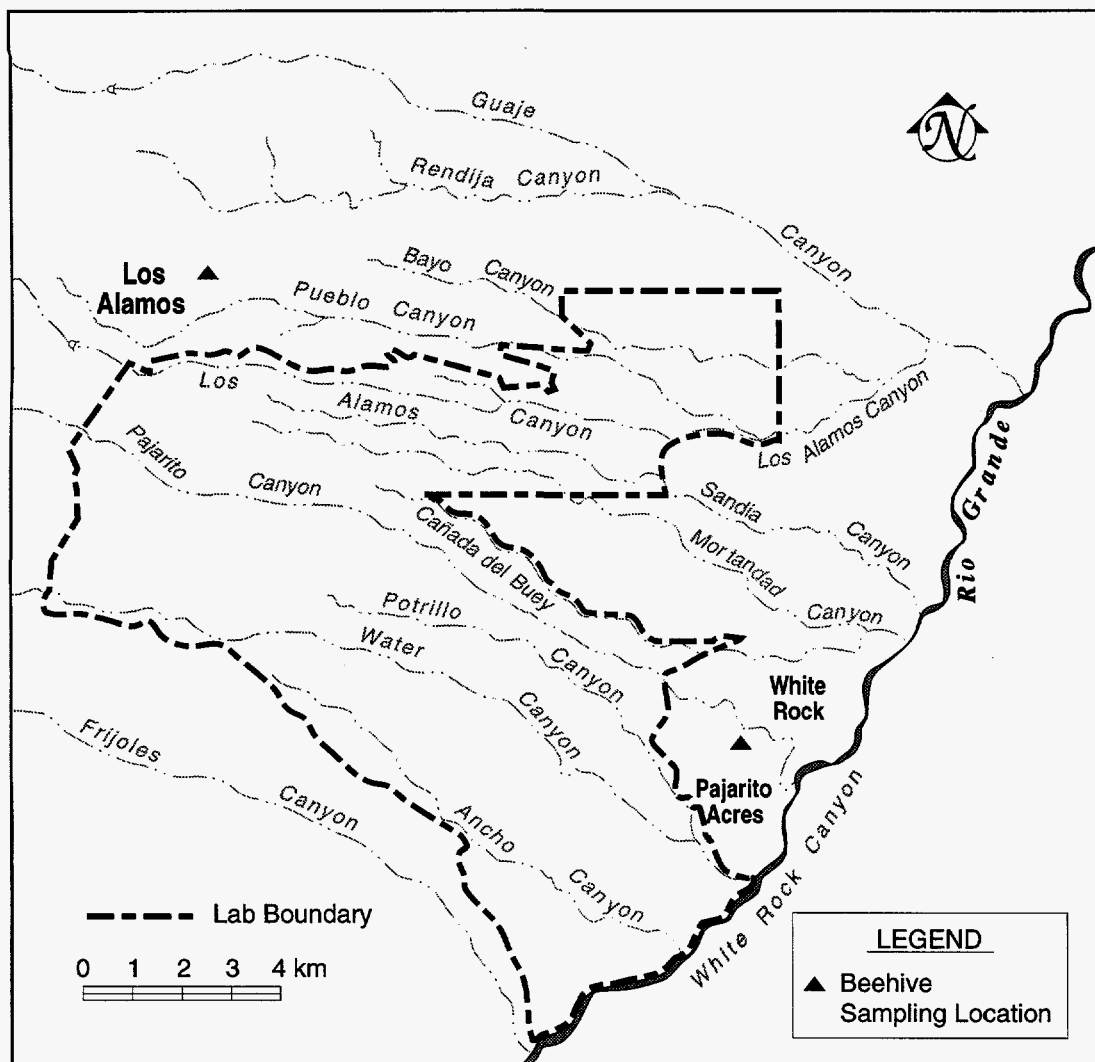 Guaje
Canyon
N
Rendija Canyon
Bayo Canyon
Los
Alamos
Pueblo Canyon
Los Alamos Canyon
Los Alamos Canyon
Rio Grande
Pajarito Canyon
Sandia Canyon
Mortandad Canyon
Cañada del Buey
Potrillo Canyon
Water Canyon
White
Rock
Pajarito
Acres
Frijoles Canyon
Ancho Canyon
White Rock Canyon
Lab Boundary
0 1 2 3 4 km
LEGEND
Beehive
Sampling Location